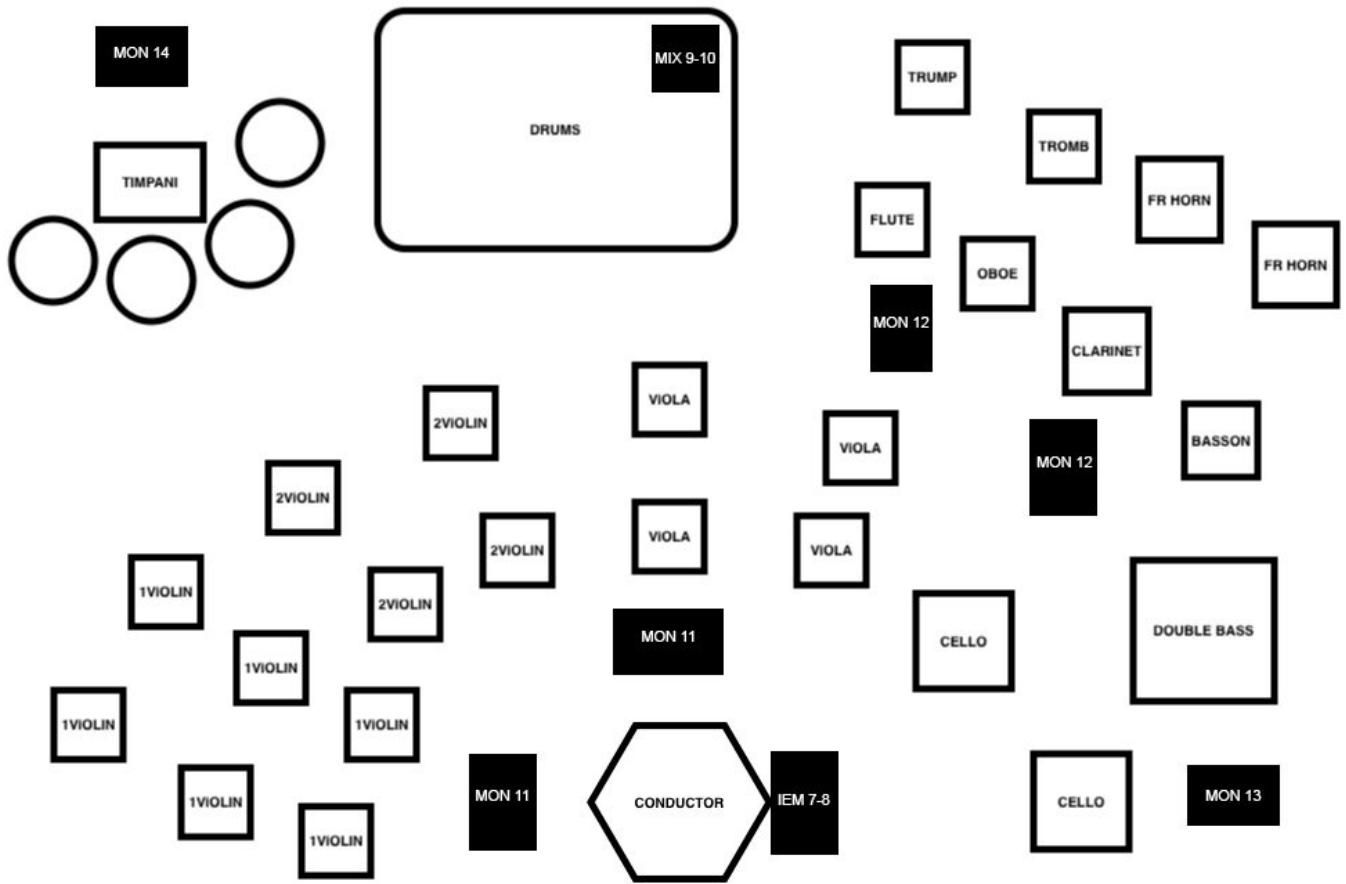 MON 14
MIX 9-10
TRUMP
DRUMS
TROMB
TIMPANI
FR HORN
FLUTE
FR HORN
OBOE
MON 12
CLARINET
VIOLA
2VIOLIN
BASSON
VIOLA
MON 12
2VIOLIN
VIOLA
2VIOLIN
VIOLA
1VIOLIN
2VIOLIN
DOUBLE BASS
MON 11
CELLO
1VIOLIN
1VIOLIN
1VIOLIN
MON 11
IEM 7-8
MON 13
1VIOLIN
CONDUCTOR
CELLO
1VIOLIN